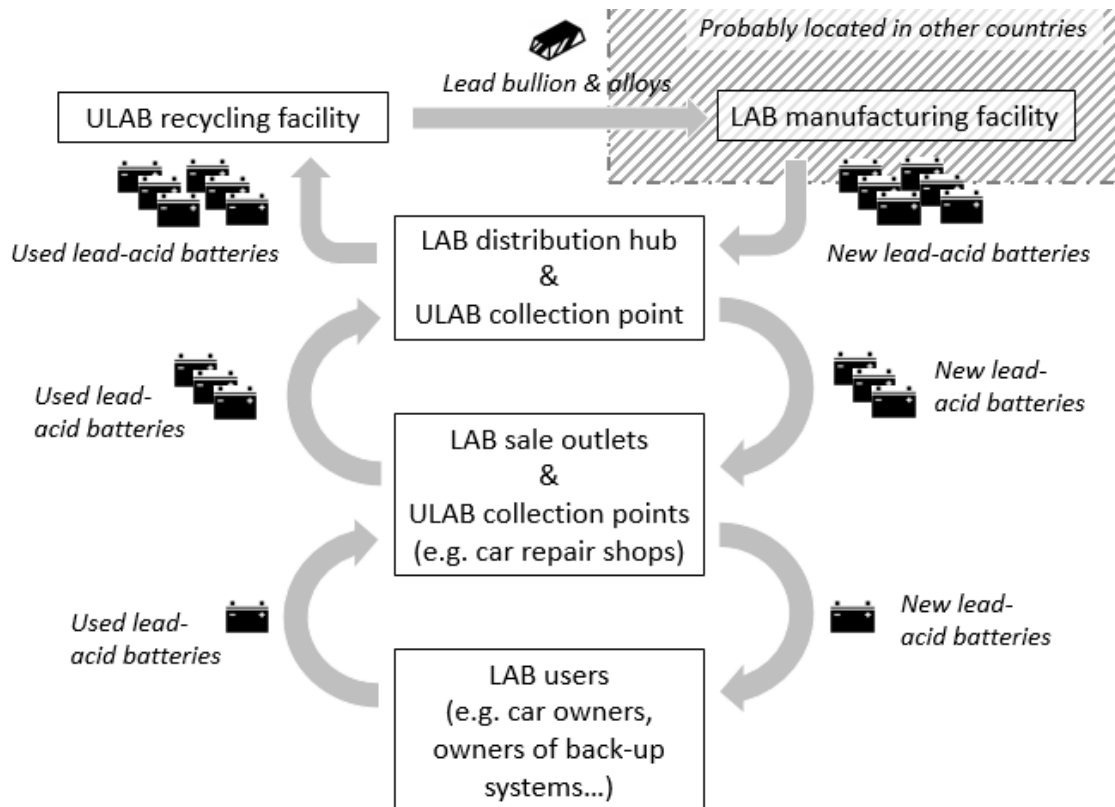 Probably located in other countries
Lead bullion & alloys
ULAB recycling facility
LAB manufacturing facility
Used lead-acid batteries
LAB distribution hub
&
ULAB collection point
New lead-acid batteries
Used lead-
acid batteries
New lead-
acid batteries
LAB sale outlets
&
ULAB collection points
(e.g. car repair shops)
Used lead-
acid batteries
New lead-
acid batteries
LAB users
(e.g. car owners,
owners of back-up
systems…)